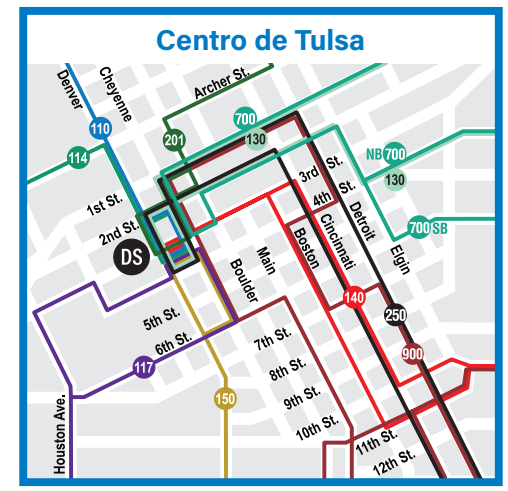 Centro de Tulsa
Denver
Cheyenne
Archer St.
110
700
201
130
114
3rd St.
NB 700
130
1st St.
4th St.
2nd St.
DS
700 SB
Detroit
Elgin
Cincinnati
Boston
Main
Boulder
140
250
5th St.
6th St.
7th St.
900
117
8th St.
150
9th St.
Houston Ave.
10th St.
11th St.
12th St.